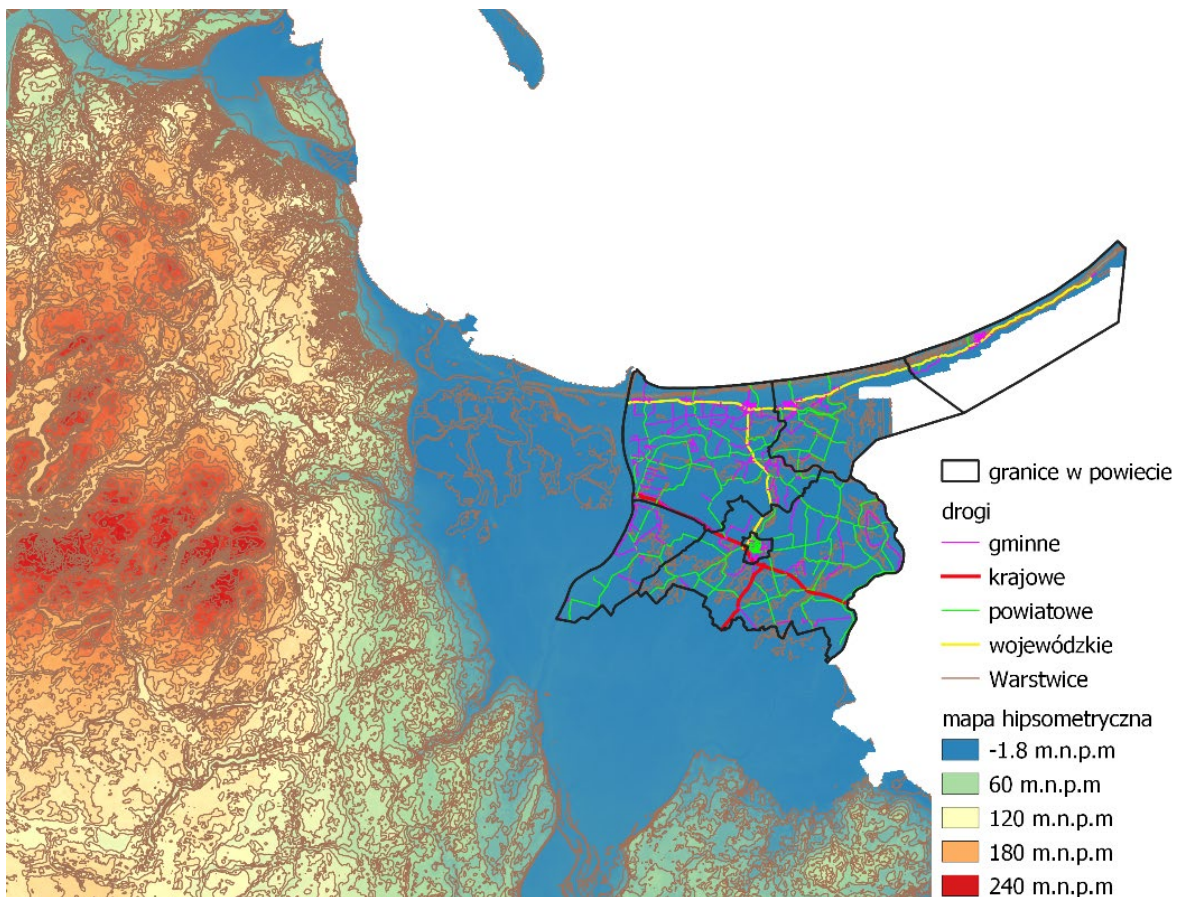 granice w powiecie
drogi
gminne
krajowe
powiatowe
wojewódzkie
Warstwice
mapa hipsometryczna
-1.8 m.n.p.m
60 m.n.p.m
120 m.n.p.m
180 m.n.p.m
240 m.n.p.m